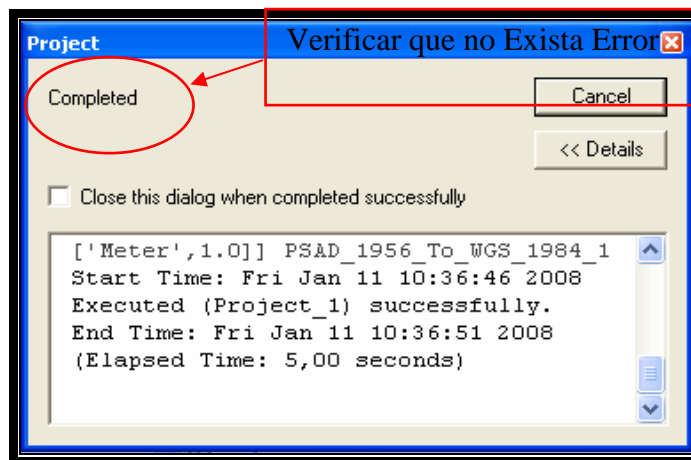 Project
Verificar que no Exista Error
Completed
Cancel
<< Details
Close this dialog when completed successfully
['Meter',1.0]] PSAD_1956_To_WGS_1984_1
Start Time: Fri Jan 11 10:36:46 2008
Executed (Project_1) successfully.
End Time: Fri Jan 11 10:36:51 2008
(Elapsed Time: 5,00 seconds)